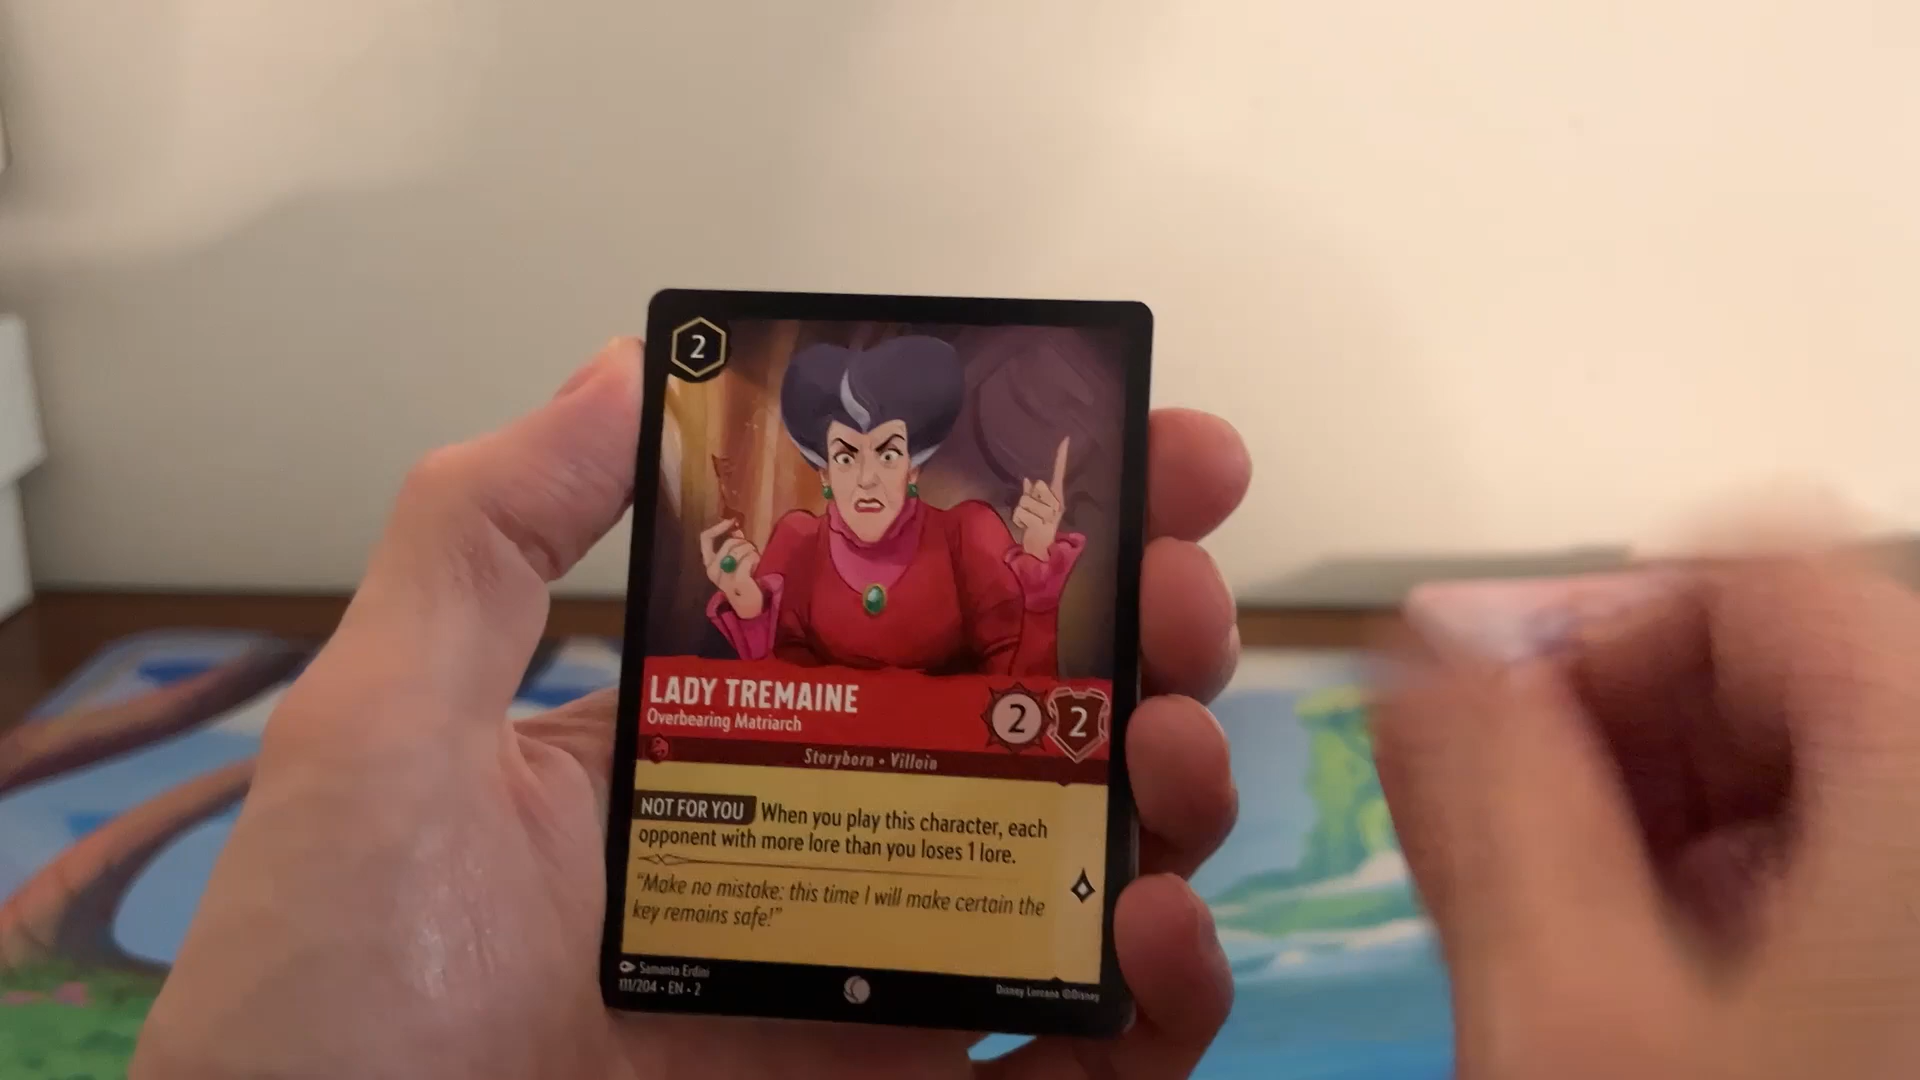 2
LADY TREMAINE
Overbearing Matriarch
2 2
Storyborn • Villain
NOT FOR YOU When you play this character, each
opponent with more lore than you loses 1 lore.
"Make no mistake: this time I will make certain the
key remains safe!"
Samanta Erdini
111/204 • EN • 2
Disney Lorcana ©Disney